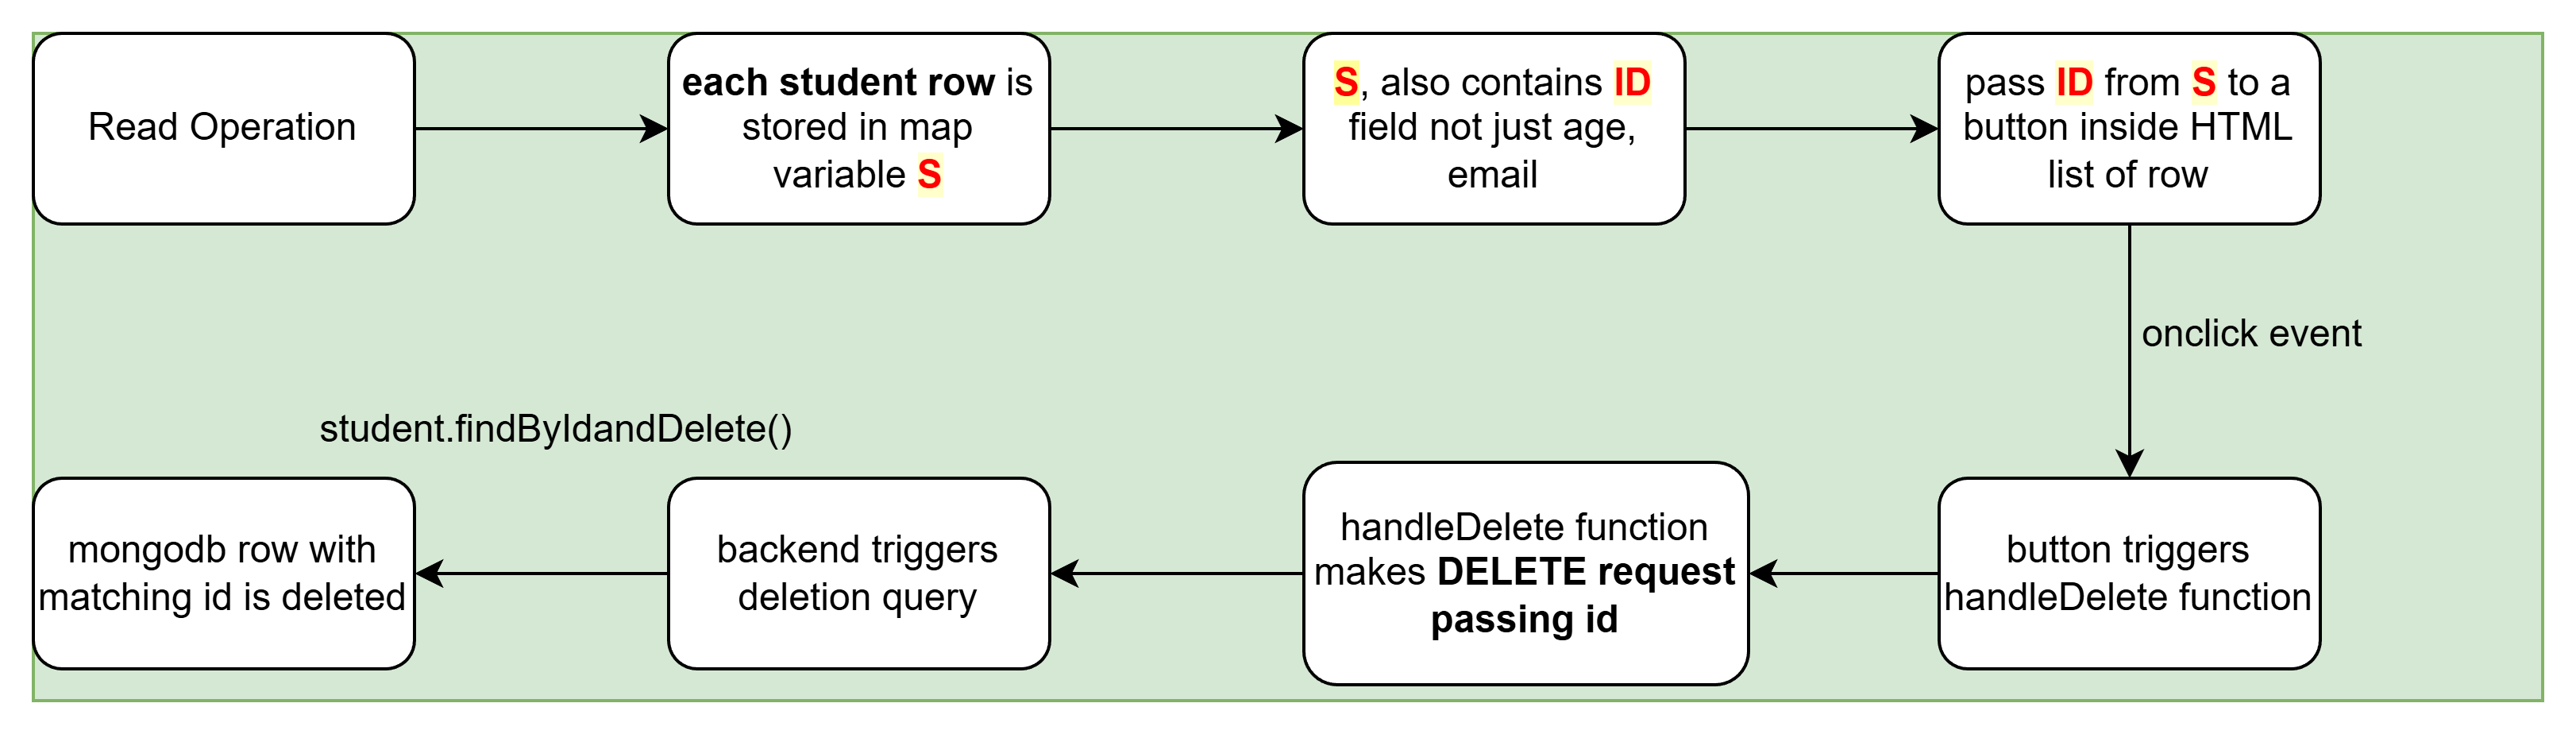 Read Operation
each student row is
stored in map
variable S
S, also contains ID
field not just age,
email
pass ID from S to a
button inside HTML
list of row
onclick event
button triggers
handleDelete function
handleDelete function
makes DELETE request
passing id
backend triggers
deletion query
student.findByIdandDelete()
mongodb row with
matching id is deleted